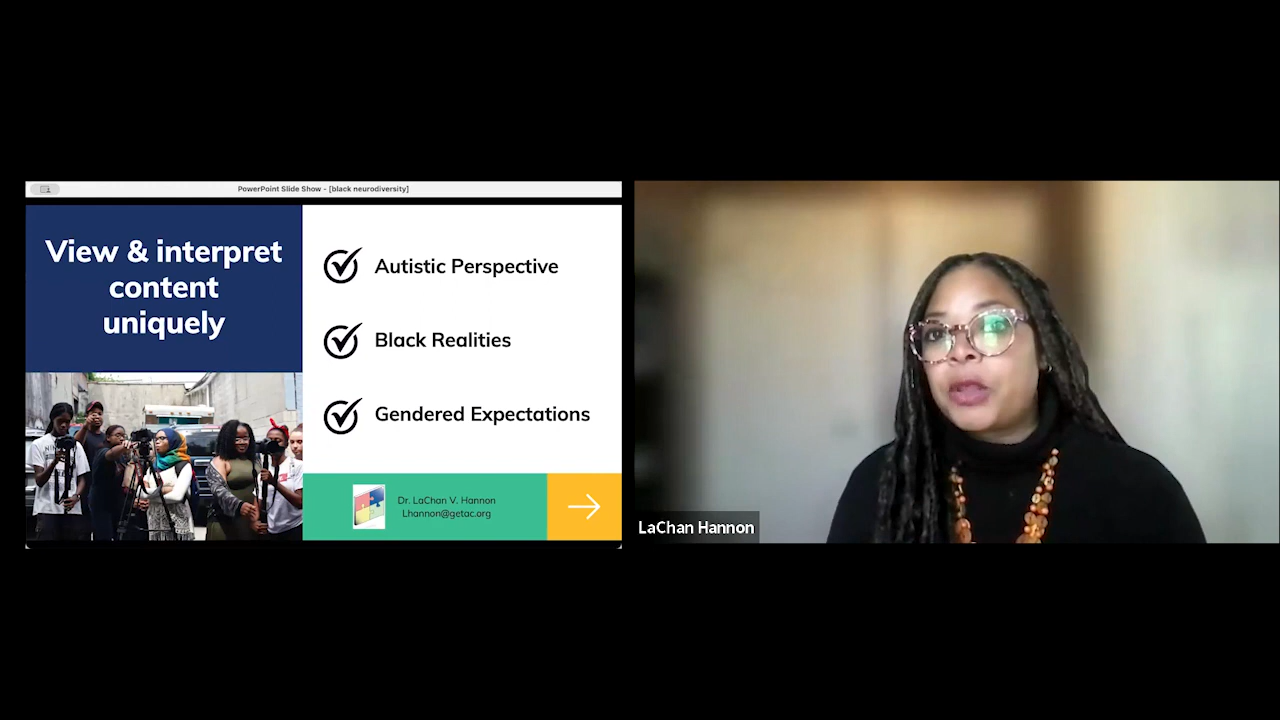 PowerPoint Slide Show - [black neurodiversity]
View & interpret
content
uniquely
Autistic Perspective
Black Realities
Gendered Expectations
Dr. LaChan V. Hannon
Lhannon@getac.org
LaChan Hannon